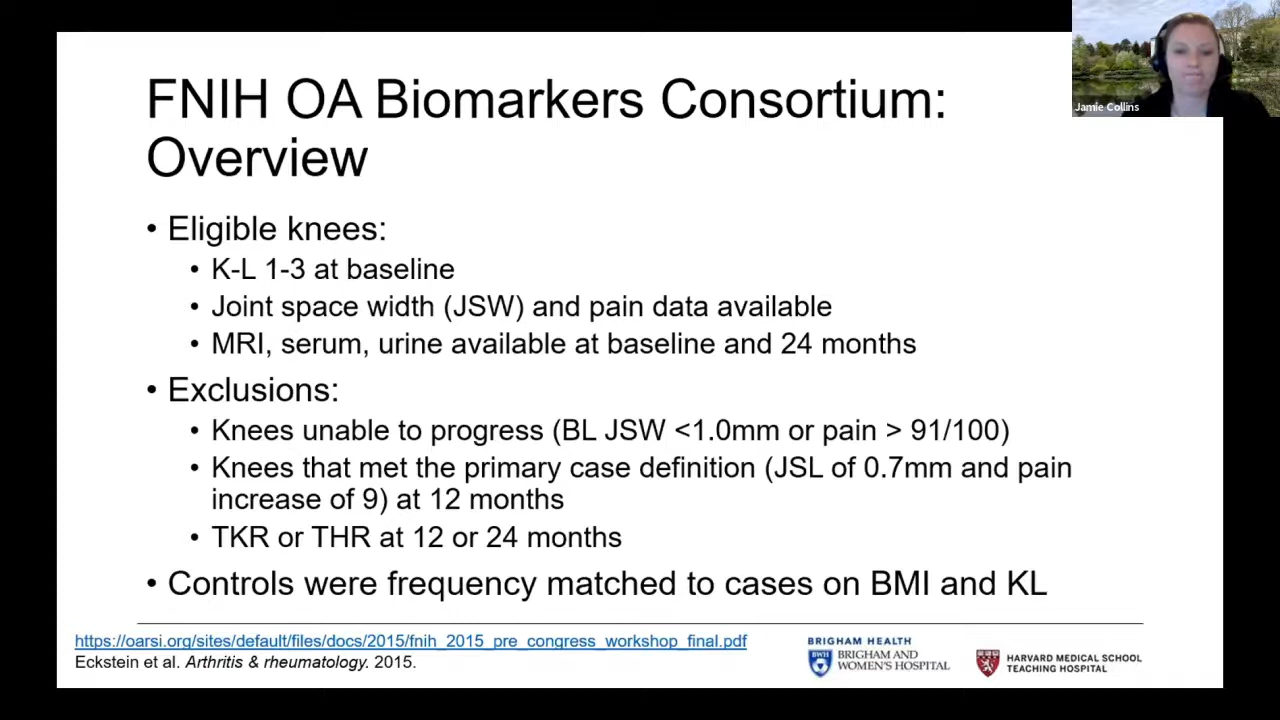 Jamie Collins
FNIH OA Biomarkers Consortium:
Overview
• Eligible knees:
• K-L 1-3 at baseline
• Joint space width (JSW) and pain data available
• MRI, serum, urine available at baseline and 24 months
• Exclusions:
• Knees unable to progress (BL JSW <1.0mm or pain > 91/100)
• Knees that met the primary case definition (JSL of 0.7mm and pain
increase of 9) at 12 months
• TKR or THR at 12 or 24 months
• Controls were frequency matched to cases on BMI and KL
https://oarsi.org/sites/default/files/docs/2015/fnih_2015_pre_congress_workshop_final.pdf
Eckstein et al. Arthritis & rheumatology. 2015.
BRIGHAM HEALTH
BWH
BRIGHAM AND
WOMEN'S HOSPITAL
HARVARD MEDICAL SCHOOL
TEACHING HOSPITAL